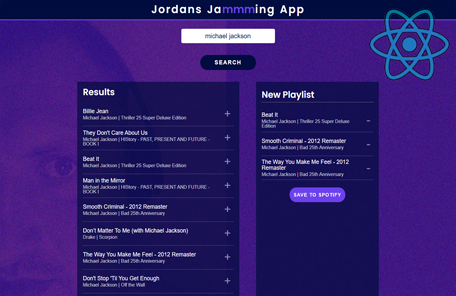 Jordans Jammming App
michael jackson
SEARCH
Results
Billie Jean
Michael Jackson | Thriller 25 Super Deluxe Edition
+
They Don't Care About Us
Michael Jackson | HIStory - PAST, PRESENT AND FUTURE -
BOOK I
+
Beat It
Michael Jackson | Thriller 25 Super Deluxe Edition
+
Man in the Mirror
Michael Jackson | HIStory - PAST, PRESENT AND FUTURE -
BOOK I
+
Smooth Criminal - 2012 Remaster
Michael Jackson | Bad 25th Anniversary
+
Don't Matter To Me (with Michael Jackson)
Drake | Scorpion
+
The Way You Make Me Feel - 2012 Remaster
Michael Jackson | Bad 25th Anniversary
+
Don't Stop 'Til You Get Enough
Michael Jackson | Off the Wall
+
New Playlist
Beat It
Michael Jackson | Thriller 25 Super Deluxe
Edition
-
Smooth Criminal - 2012 Remaster
Michael Jackson | Bad 25th Anniversary
-
The Way You Make Me Feel - 2012
Remaster
Michael Jackson | Bad 25th Anniversary
-
SAVE TO SPOTIFY